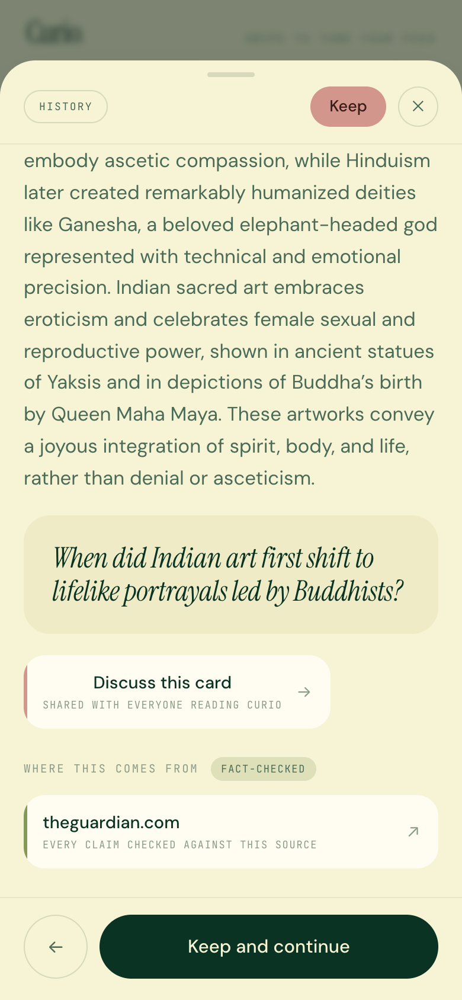 Curio
HISTORY
Keep
embody ascetic compassion, while Hinduism
later created remarkably humanized deities
like Ganesha, a beloved elephant-headed god
represented with technical and emotional
precision. Indian sacred art embraces
eroticism and celebrates female sexual and
reproductive power, shown in ancient statues
of Yaksis and in depictions of Buddha’s birth
by Queen Maha Maya. These artworks convey
a joyous integration of spirit, body, and life,
rather than denial or asceticism.
When did Indian art first shift to
lifelike portrayals led by Buddhists?
Discuss this card
SHARED WITH EVERYONE READING CURIO
WHERE THIS COMES FROM FACT-CHECKED
theguardian.com
EVERY CLAIM CHECKED AGAINST THIS SOURCE
Keep and continue